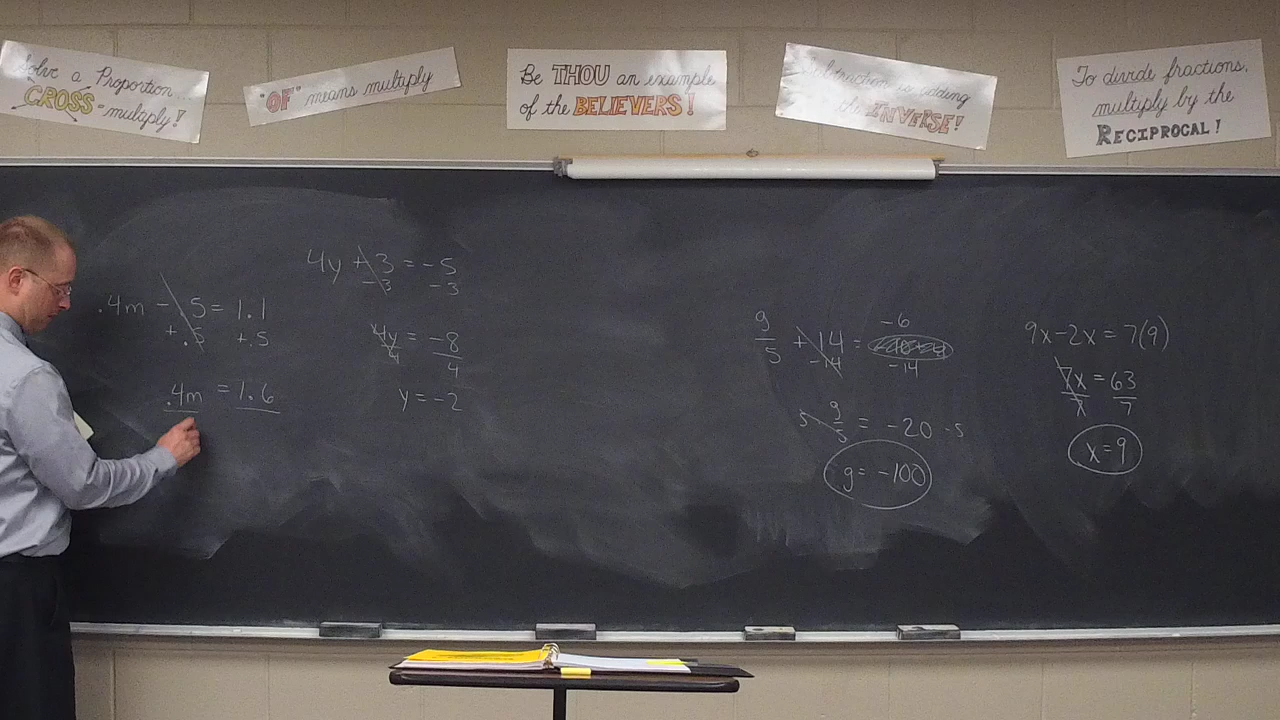 Solve a Proportion...
CROSS-multiply!
"OF" means multiply
Be THOU an example
of the BELIEVERS!
Subtraction is adding
the INVERSE!
To divide fractions,
multiply by the
RECIPROCAL!
.4m - .5 = 1.1
+ .5 +.5
.4m = 1.6
4y + 3 = -5
-3 -3
4y = -8
4 4
y = -2
g/5 + 14 = -6
-14 -14
5 · g/5 = -20 · 5
g = -100
9x-2x = 7(9)
7x = 63
7 7
x=9